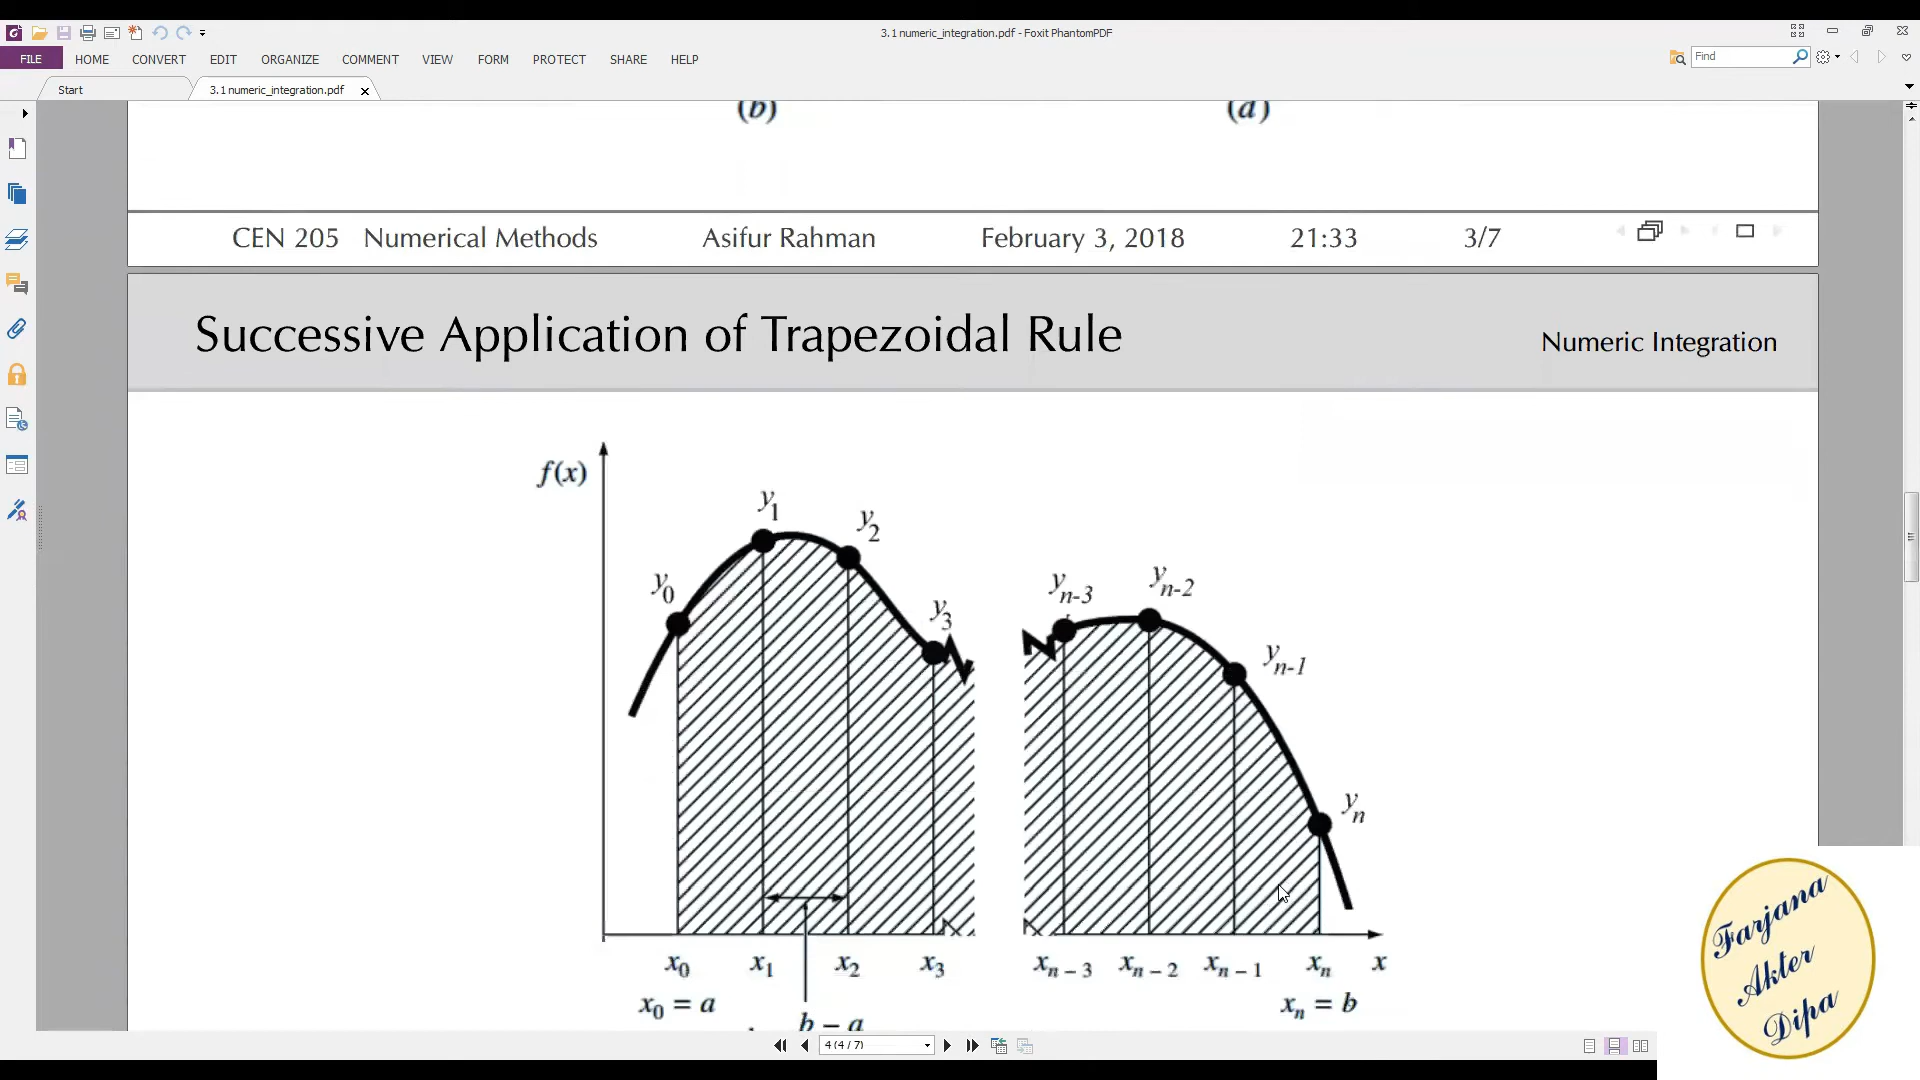 3.1 numeric_integration.pdf - Foxit PhantomPDF
FILE HOME CONVERT EDIT ORGANIZE COMMENT VIEW FORM PROTECT SHARE HELP
Find
Start 3.1 numeric_integration.pdf
(b) (a)
CEN 205 Numerical Methods Asifur Rahman February 3, 2018 21:33 3/7
Successive Application of Trapezoidal Rule Numeric Integration
f(x)
y1
y2
y0
y3
yn-3
yn-2
yn-1
yn
x0 x1 x2 x3 xn – 3 xn – 2 xn – 1 xn x
x0 = a xn = b
b – a
4 (4 / 7)
Farjana
Akter
Dipa